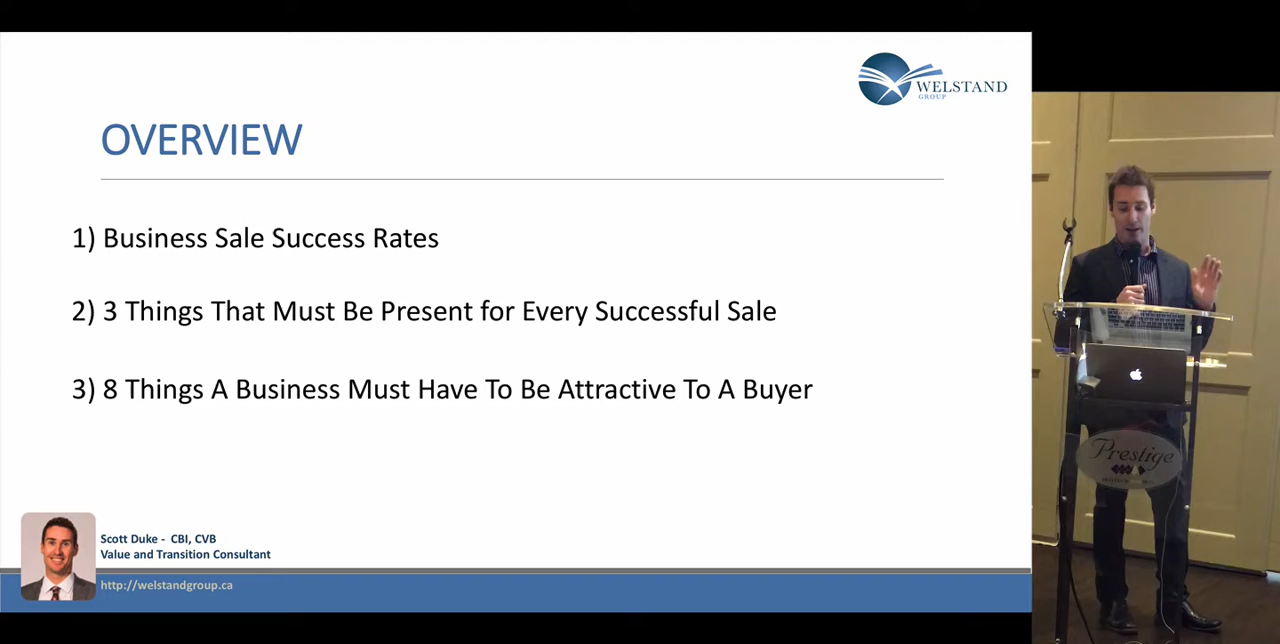 WELSTAND
GROUP
OVERVIEW
1) Business Sale Success Rates
2) 3 Things That Must Be Present for Every Successful Sale
3) 8 Things A Business Must Have To Be Attractive To A Buyer
Scott Duke - CBI, CVB
Value and Transition Consultant
http://welstandgroup.ca
Prestige